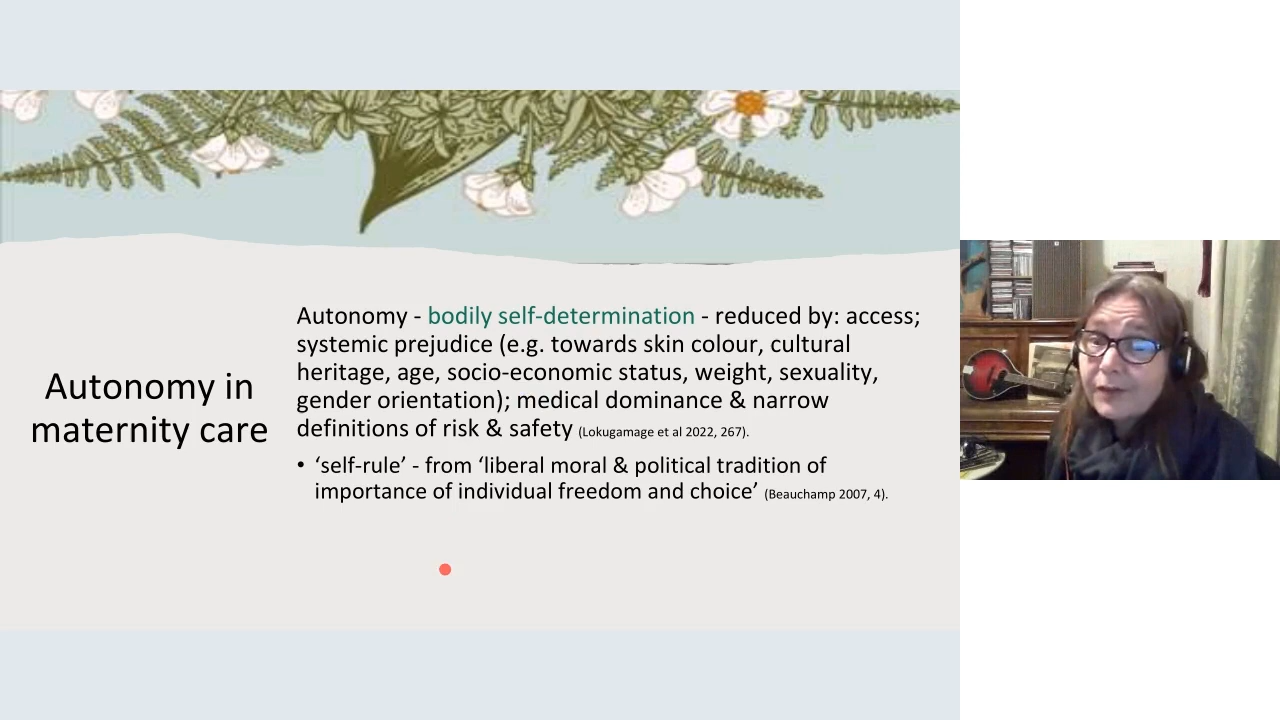 Autonomy in
maternity care
Autonomy - bodily self-determination - reduced by: access;
systemic prejudice (e.g. towards skin colour, cultural
heritage, age, socio-economic status, weight, sexuality,
gender orientation); medical dominance & narrow
definitions of risk & safety (Lokugamage et al 2022, 267).
• ‘self-rule’ - from ‘liberal moral & political tradition of
importance of individual freedom and choice’ (Beauchamp 2007, 4).